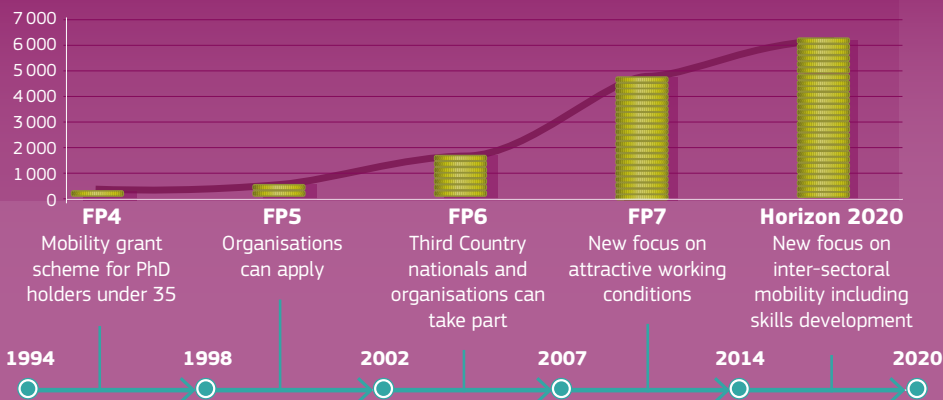 7 000
6 000
5 000
4 000
3 000
2 000
1 000
0
FP4
Mobility grant
scheme for PhD
holders under 35
FP5
Organisations
can apply
FP6
Third Country
nationals and
organisations can
take part
FP7
New focus on
attractive working
conditions
Horizon 2020
New focus on
inter-sectoral
mobility including
skills development
1994
1998
2002
2007
2014
2020